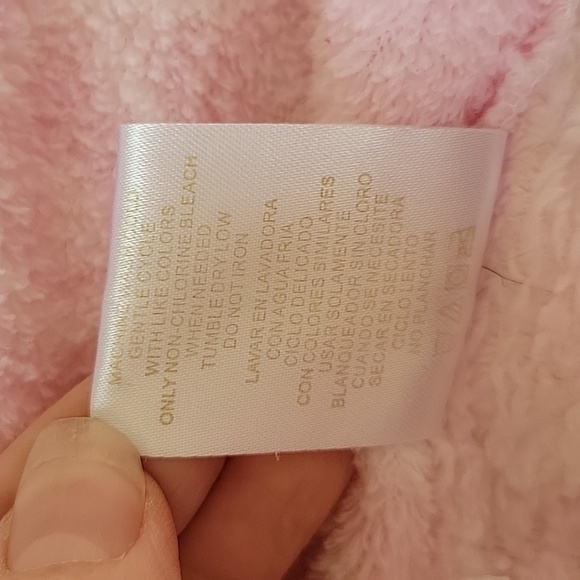 GENTLE CYCLE
WITH LIKE COLORS
ONLY NON-CHLORINE BLEACH
WHEN NEEDED
TUMBLE DRY LOW
DO NOT IRON
LAVAR EN LAVADORA
CON AGUA FRIA
CICLO DELICADO
CON COLORES SIMILARES
USAR SOLAMENTE
BLANQUEADOR SIN CLORO
CUANDO SE NECESITE
SECAR EN SECADORA
CICLO LENTO
NO PLANCHAR